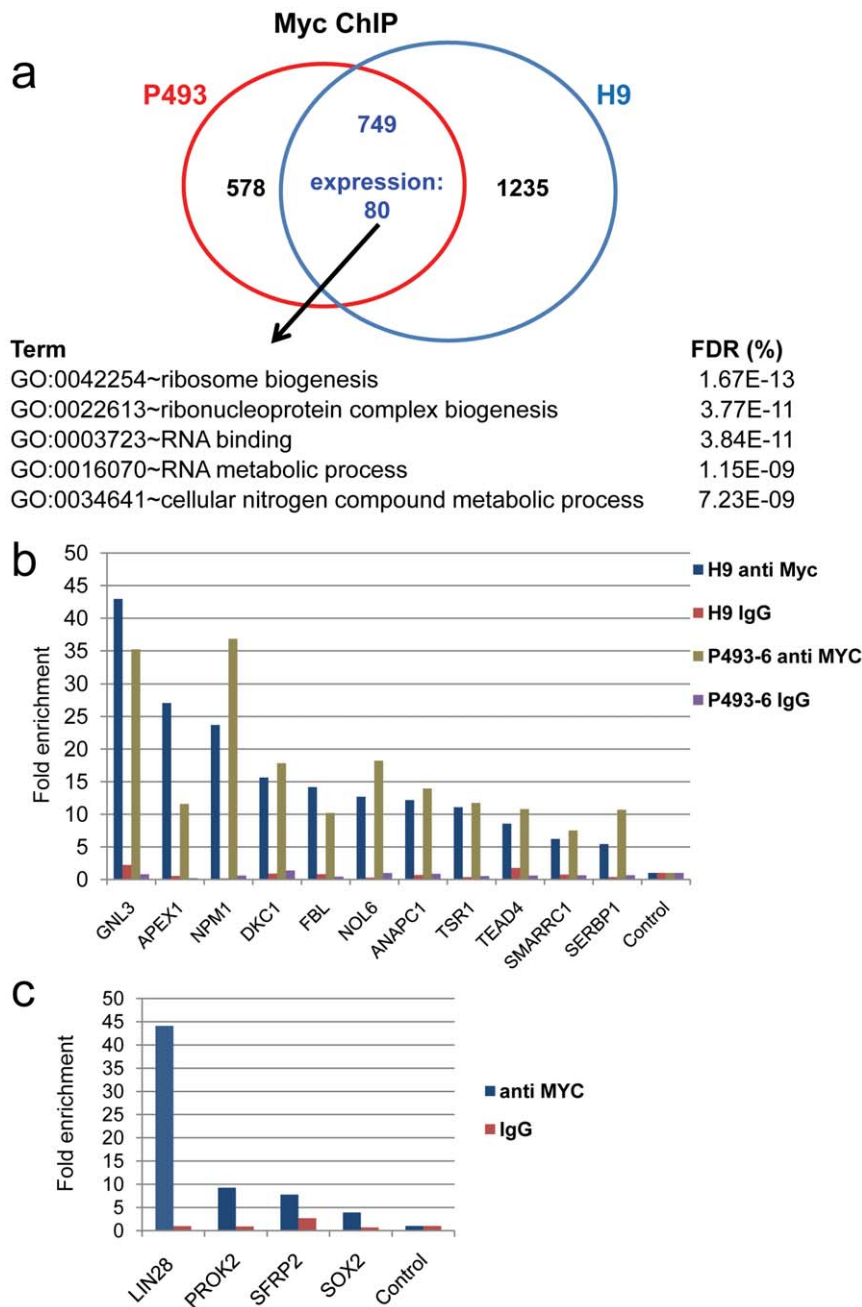 Myc ChIP
a
P493
H9
749
578
expression:
80
1235
Term FDR (%)
GO:0042254~ribosome biogenesis 1.67E-13
GO:0022613~ribonucleoprotein complex biogenesis 3.77E-11
GO:0003723~RNA binding 3.84E-11
GO:0016070~RNA metabolic process 1.15E-09
GO:0034641~cellular nitrogen compound metabolic process 7.23E-09
b
Fold enrichment
50
45
40
35
30
25
20
15
10
5
0
GNL3
APEX1
NPM1
DKC1
FBL
NOL6
ANAPC1
TSR1
TEAD4
SMARRC1
SERBP1
Control
H9 anti Myc
H9 IgG
P493-6 anti MYC
P493-6 IgG
c
Fold enrichment
50
45
40
35
30
25
20
15
10
5
0
LIN28
PROK2
SFRP2
SOX2
Control
anti MYC
IgG